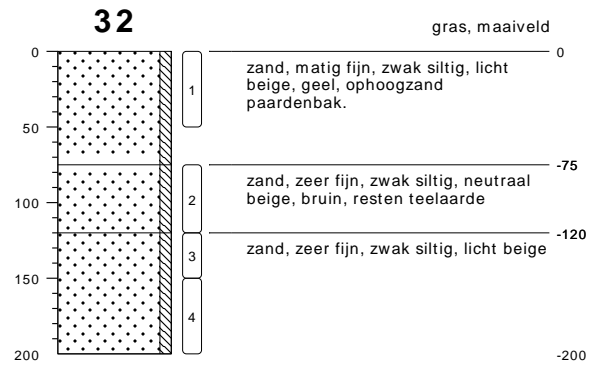 32
gras, maaiveld
0
0
zand, matig fijn, zwak siltig, licht
beige, geel, ophoogzand
paardenbak.
1
50
-75
zand, zeer fijn, zwak siltig, neutraal
beige, bruin, resten teelaarde
2
100
-120
zand, zeer fijn, zwak siltig, licht beige
3
150
4
200
-200